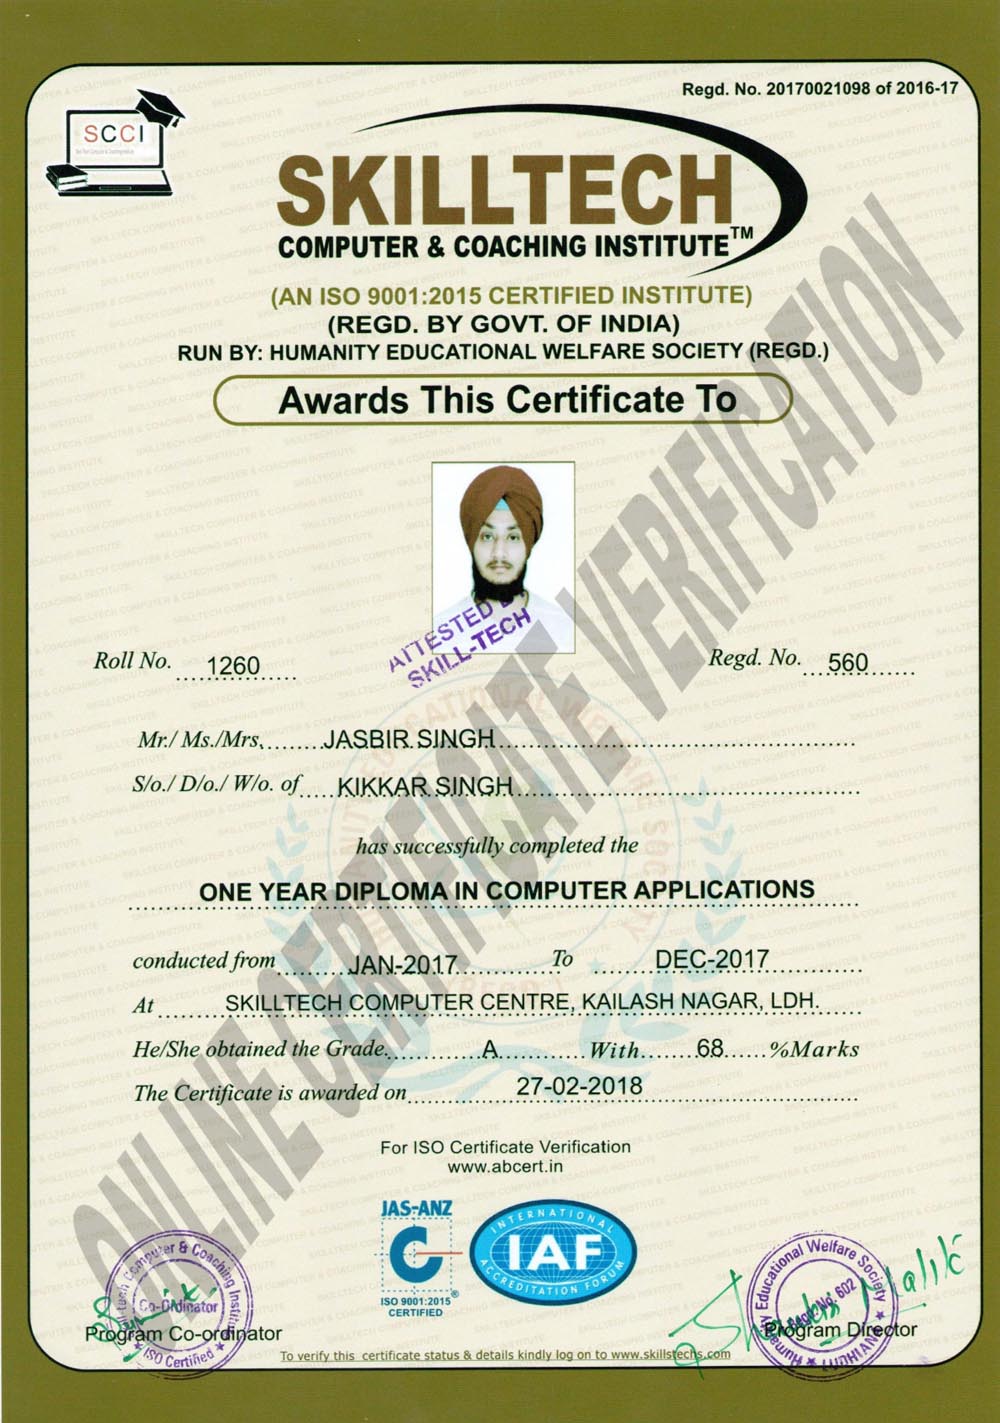 Regd. No. 20170021098 of 2016-17
SCCI
SKILLTECH
COMPUTER & COACHING INSTITUTE™
(AN ISO 9001:2015 CERTIFIED INSTITUTE)
(REGD. BY GOVT. OF INDIA)
RUN BY: HUMANITY EDUCATIONAL WELFARE SOCIETY (REGD.)
Awards This Certificate To
ATTESTED
SKILL-TECH
Roll No. 1260
Regd. No. 560
Mr./ Ms./Mrs. JASBIR SINGH
S/o./ D/o./ W/o. of KIKKAR SINGH
has successfully completed the
ONE YEAR DIPLOMA IN COMPUTER APPLICATIONS
conducted from JAN-2017 To DEC-2017
At SKILLTECH COMPUTER CENTRE, KAILASH NAGAR, LDH.
He/She obtained the Grade A With 68 %Marks
The Certificate is awarded on 27-02-2018
ONLINE CERTIFICATE VERIFICATION
For ISO Certificate Verification
www.abcert.in
JAS-ANZ
ISO 9001:2015
CERTIFIED
INTERNATIONAL
IAF
ACCREDITATION FORUM
Computer & Coaching Institute
Co-Ordinator
ISO Certified
Program Co-ordinator
Humanity Educational Welfare Society
Regd. No. 602
LUDHIANA
Program Director
To verify this certificate status & details kindly log on to www.skillstechs.com